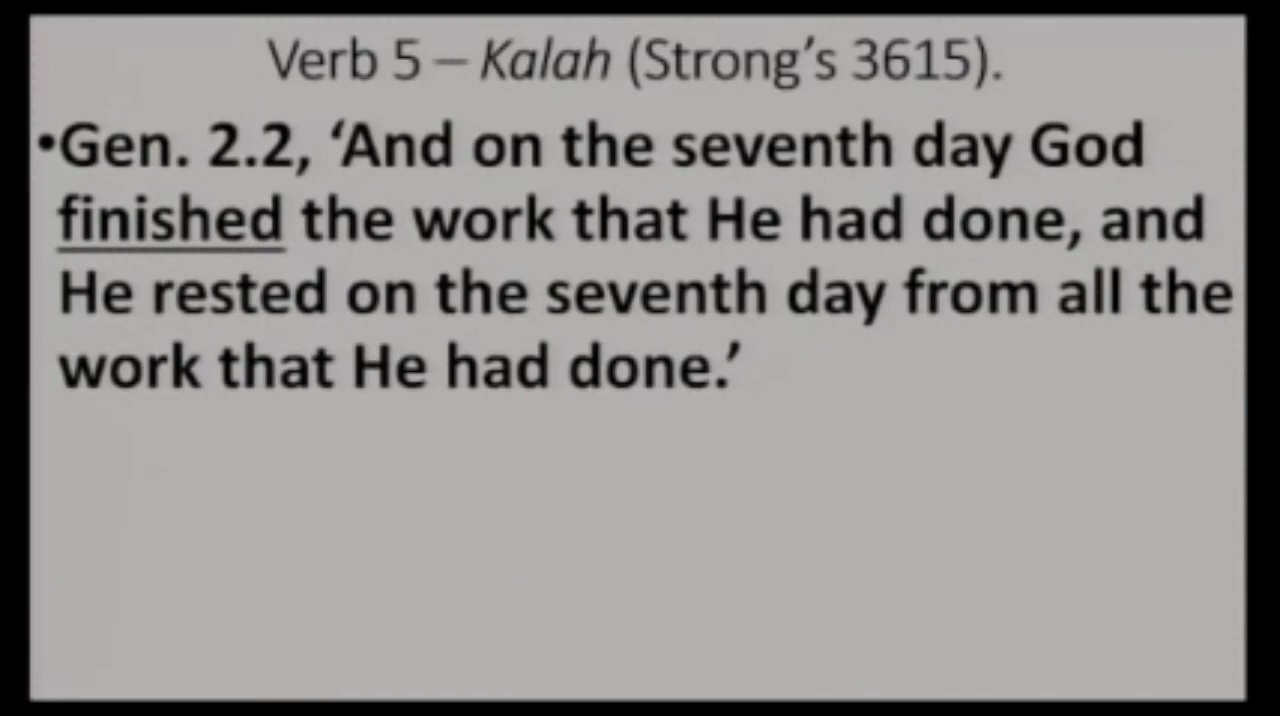 Verb 5 – Kalah (Strong's 3615).
•Gen. 2.2, ‘And on the seventh day God
finished the work that He had done, and
He rested on the seventh day from all the
work that He had done.’